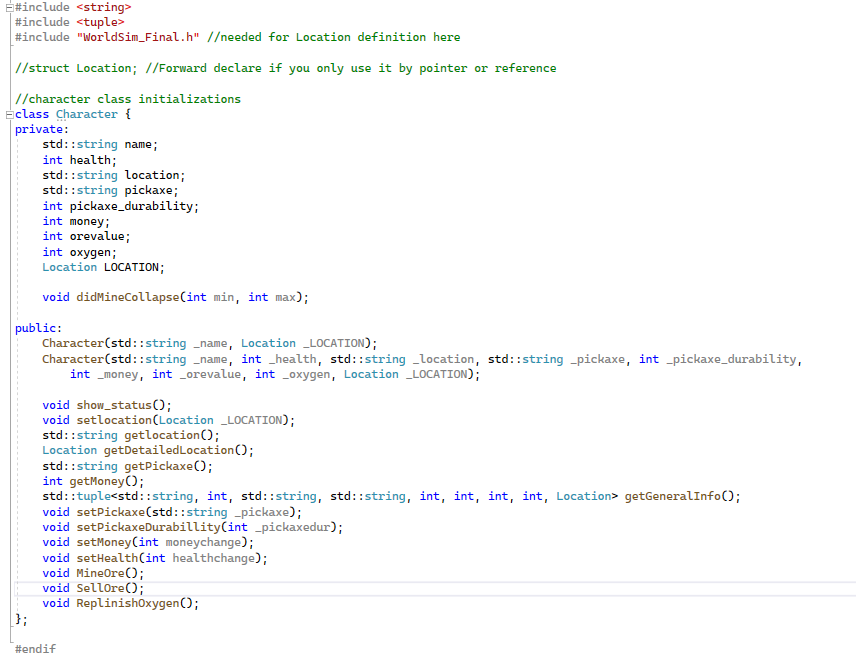 #include <string>
#include <tuple>
#include "WorldSim_Final.h" //needed for Location definition here
//struct Location; //Forward declare if you only use it by pointer or reference
//character class initializations
class Character {
private:
    std::string name;
    int health;
    std::string location;
    std::string pickaxe;
    int pickaxe_durability;
    int money;
    int orevalue;
    int oxygen;
    Location LOCATION;
    void didMineCollapse(int min, int max);
public:
    Character(std::string _name, Location _LOCATION);
    Character(std::string _name, int _health, std::string _location, std::string _pickaxe, int _pickaxe_durability,
        int _money, int _orevalue, int _oxygen, Location _LOCATION);
    void show_status();
    void setlocation(Location _LOCATION);
    std::string getlocation();
    Location getDetailedLocation();
    std::string getPickaxe();
    int getMoney();
    std::tuple<std::string, int, std::string, std::string, int, int, int, int, Location> getGeneralInfo();
    void setPickaxe(std::string _pickaxe);
    void setPickaxeDurabillity(int _pickaxedur);
    void setMoney(int moneychange);
    void setHealth(int healthchange);
    void MineOre();
    void SellOre();
    void ReplinishOxygen();
};
#endif